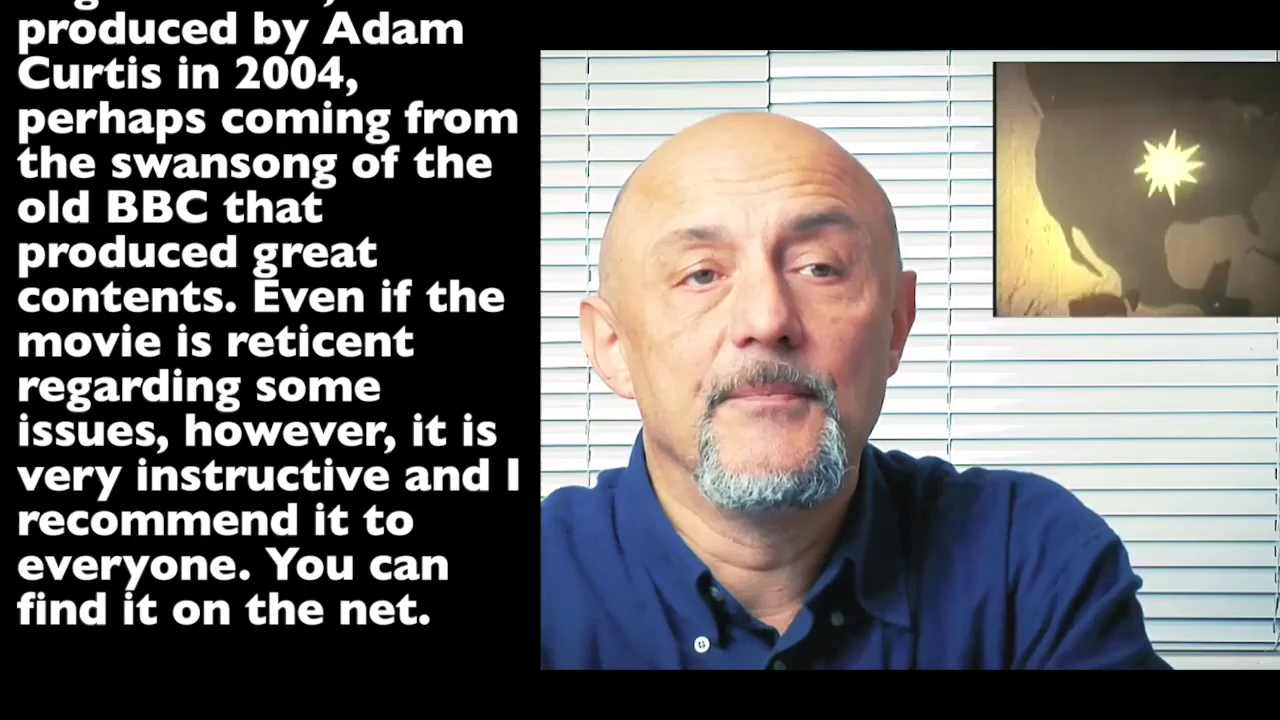 produced by Adam
Curtis in 2004,
perhaps coming from
the swansong of the
old BBC that
produced great
contents. Even if the
movie is reticent
regarding some
issues, however, it is
very instructive and I
recommend it to
everyone. You can
find it on the net.